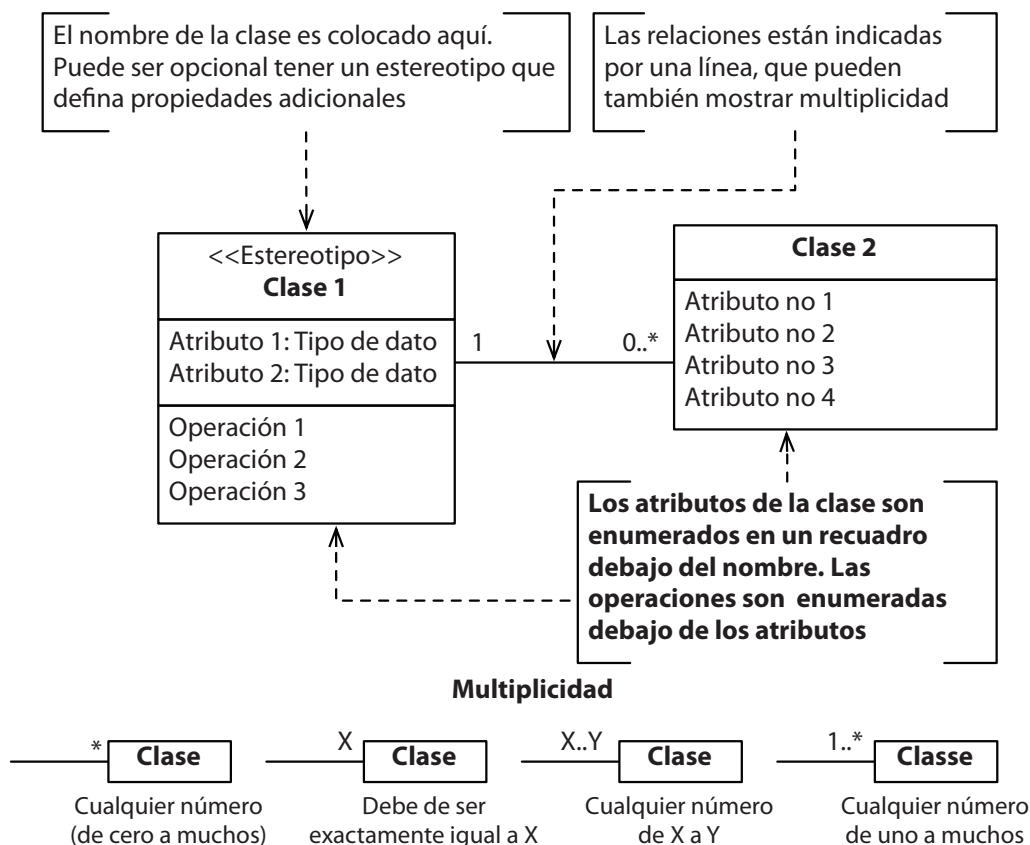 El nombre de la clase es colocado aquí.
Puede ser opcional tener un estereotipo que
defina propiedades adicionales
Las relaciones están indicadas
por una línea, que pueden
también mostrar multiplicidad
<<Estereotipo>>
Clase 1
Atributo 1: Tipo de dato
Atributo 2: Tipo de dato
Operación 1
Operación 2
Operación 3
1
0..*
Clase 2
Atributo no 1
Atributo no 2
Atributo no 3
Atributo no 4
Los atributos de la clase son
enumerados en un recuadro
debajo del nombre. Las
operaciones son enumeradas
debajo de los atributos
Multiplicidad
*
Clase
Cualquier número
(de cero a muchos)
X
Clase
Debe de ser
exactamente igual a X
X..Y
Clase
Cualquier número
de X a Y
1..*
Classe
Cualquier número
de uno a muchos